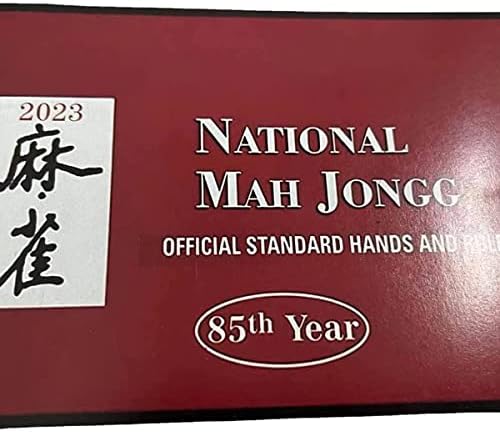 2023
麻雀
NATIONAL
MAH JONGG
OFFICIAL STANDARD HANDS AND
85th Year